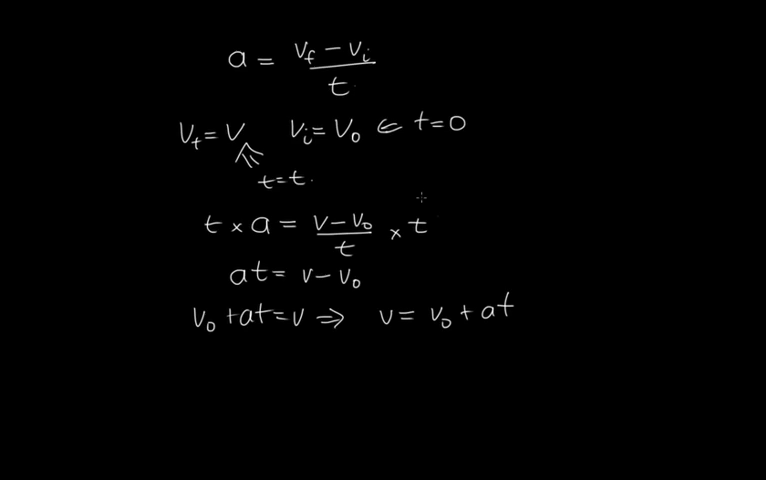 a = (v_f − v_i) / t
v_f = v   v_i = v_0 ⇐ t=0
⇑
t=t.
t × a = (v − v_0) / t × t
at = v − v_0
v_0 + at = v ⇒ v = v_0 + at